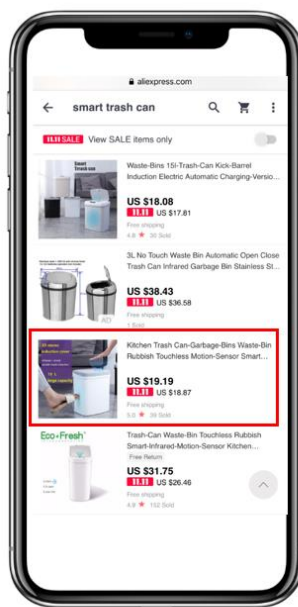 aliexpress.com
smart trash can
11.11 SALE View SALE items only
Smart
Trash can
Waste-Bins 15l-Trash-Can Kick-Barrel
Induction Electric Automatic Charging-Versio...
US $18.08
11.11 US $17.81
Free shipping
4.8 ★ 30 Sold
3L No Touch Waste Bin Automatic Open Close
Trash Can Infrared Garbage Bin Stainless St...
US $38.43
11.11 US $36.58
Free shipping
1 Sold
AD
Kitchen Trash Can-Garbage-Bins Waste-Bin
Rubbish Touchless Motion-Sensor Smart...
US $19.19
11.11 US $18.87
Free shipping
5.0 ★ 39 Sold
Eco+Fresh
Trash-Can Waste-Bin Touchless Rubbish
Smart-Infrared-Motion-Sensor Kitchen...
Free Return
US $31.75
11.11 US $26.46
Free shipping
4.8 ★ 152 Sold